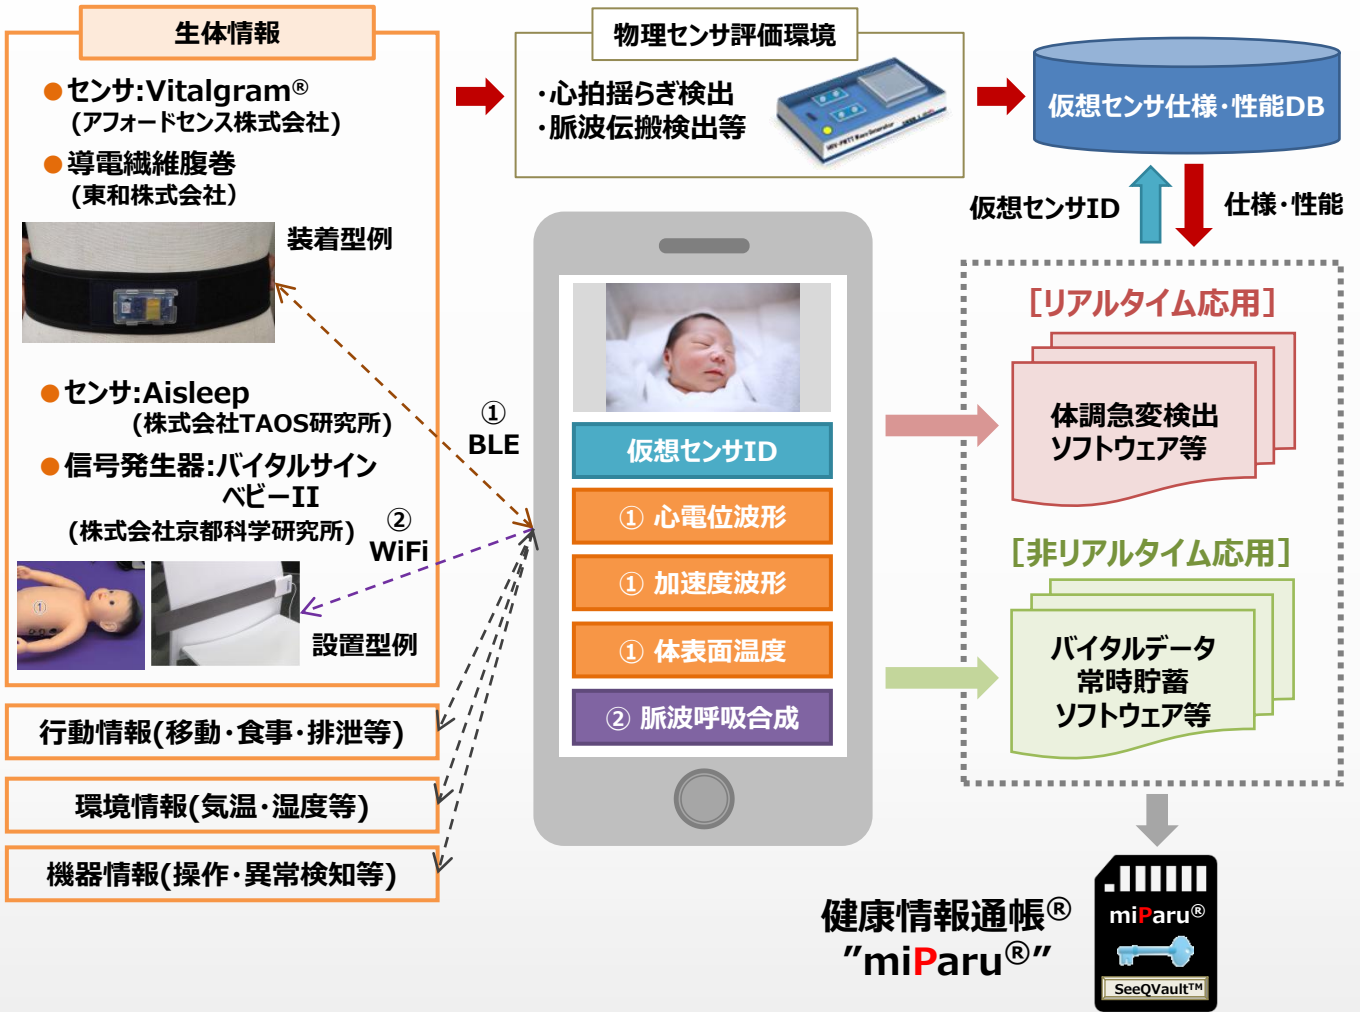 生体情報
●センサ:Vitalgram®
(アフォードセンス株式会社)
●導電繊維腹巻
(東和株式会社)
装着型例
●センサ:Aisleep
(株式会社TAOS研究所)
●信号発生器:バイタルサイン
ベビーII
(株式会社京都科学研究所)
設置型例
①
BLE
②
WiFi
行動情報(移動・食事・排泄等)
環境情報(気温・湿度等)
機器情報(操作・異常検知等)
物理センサ評価環境
・心拍揺らぎ検出
・脈波伝搬検出等
仮想センサ仕様・性能DB
仮想センサID
仕様・性能
仮想センサID
① 心電位波形
① 加速度波形
① 体表面温度
② 脈波呼吸合成
[リアルタイム応用]
体調急変検出
ソフトウェア等
[非リアルタイム応用]
バイタルデータ
常時貯蓄
ソフトウェア等
健康情報通帳®
”miParu®”
miParu®
SeeQVault™